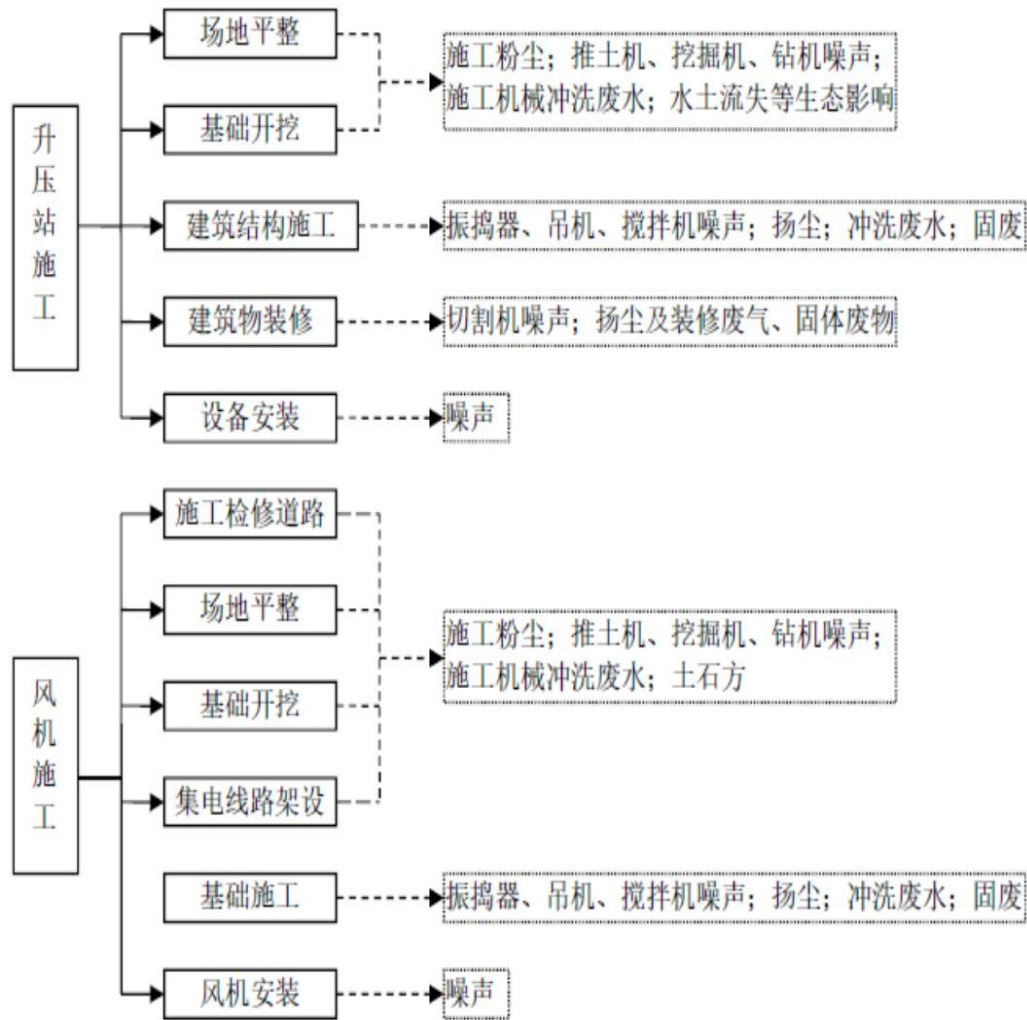 升压站施工
场地平整
施工粉尘；推土机、挖掘机、钻机噪声；
施工机械冲洗废水；水土流失等生态影响
基础开挖
建筑结构施工
振捣器、吊机、搅拌机噪声；扬尘；冲洗废水；固废
建筑物装修
切割机噪声；扬尘及装修废气、固体废物
设备安装
噪声
风机施工
施工检修道路
场地平整
施工粉尘；推土机、挖掘机、钻机噪声；
施工机械冲洗废水；土石方
基础开挖
集电线路架设
基础施工
振捣器、吊机、搅拌机噪声；扬尘；冲洗废水；固废
风机安装
噪声